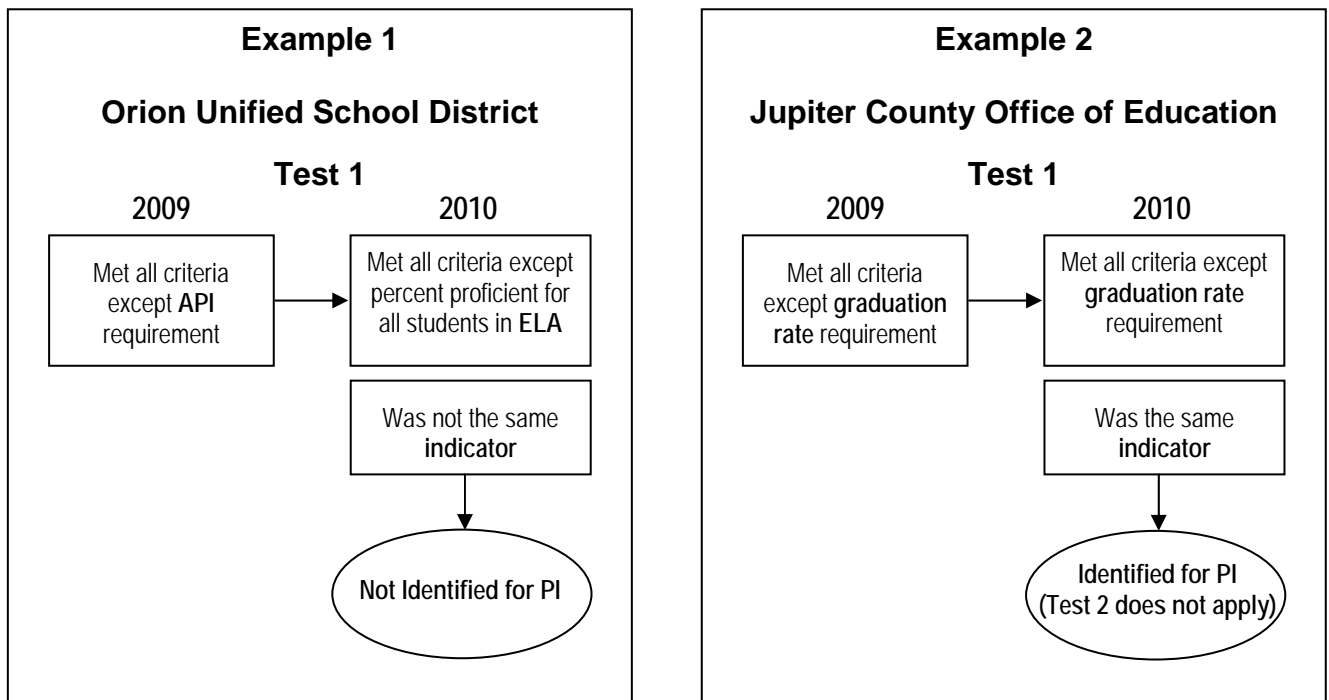 Example 1
Orion Unified School District
Test 1
2009
2010
Met all criteria
except API
requirement
Met all criteria except
percent proficient for
all students in ELA
Was not the same
indicator
Not Identified for PI
Example 2
Jupiter County Office of Education
Test 1
2009
2010
Met all criteria
except graduation
rate requirement
Met all criteria except
graduation rate
requirement
Was the same
indicator
Identified for PI
(Test 2 does not apply)